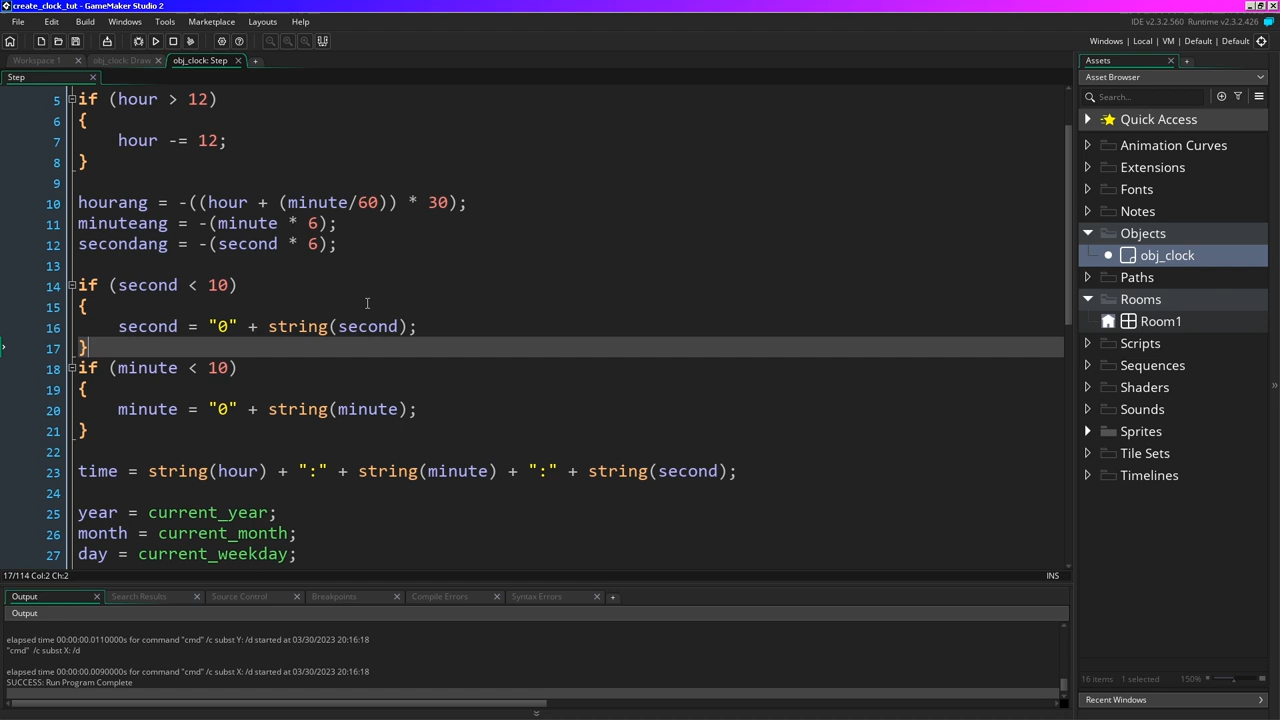 create_clock_tut - GameMaker Studio 2
File Edit Build Windows Tools Marketplace Layouts Help
IDE v2.3.2.560 Runtime v2.3.2.426
Windows | Local | VM | Default | Default
Workspace 1 obj_clock: Draw obj_clock: Step
Step
5 if (hour > 12)
6 {
7 hour -= 12;
8 }
9
10 hourang = -((hour + (minute/60)) * 30);
11 minuteang = -(minute * 6);
12 secondang = -(second * 6);
13
14 if (second < 10)
15 {
16 second = "0" + string(second);
17 }
18 if (minute < 10)
19 {
20 minute = "0" + string(minute);
21 }
22
23 time = string(hour) + ":" + string(minute) + ":" + string(second);
24
25 year = current_year;
26 month = current_month;
27 day = current_weekday;
17/114 Col:2 Ch:2 INS
Output Search Results Source Control Breakpoints Compile Errors Syntax Errors
Output
elapsed time 00:00:00.0110000s for command "cmd" /c subst Y: /d started at 03/30/2023 20:16:18
"cmd" /c subst X: /d
elapsed time 00:00:00.0090000s for command "cmd" /c subst X: /d started at 03/30/2023 20:16:18
SUCCESS: Run Program Complete
Assets
Asset Browser
Search...
Quick Access
Animation Curves
Extensions
Fonts
Notes
Objects
obj_clock
Paths
Rooms
Room1
Scripts
Sequences
Shaders
Sounds
Sprites
Tile Sets
Timelines
16 items 1 selected 150%
Recent Windows